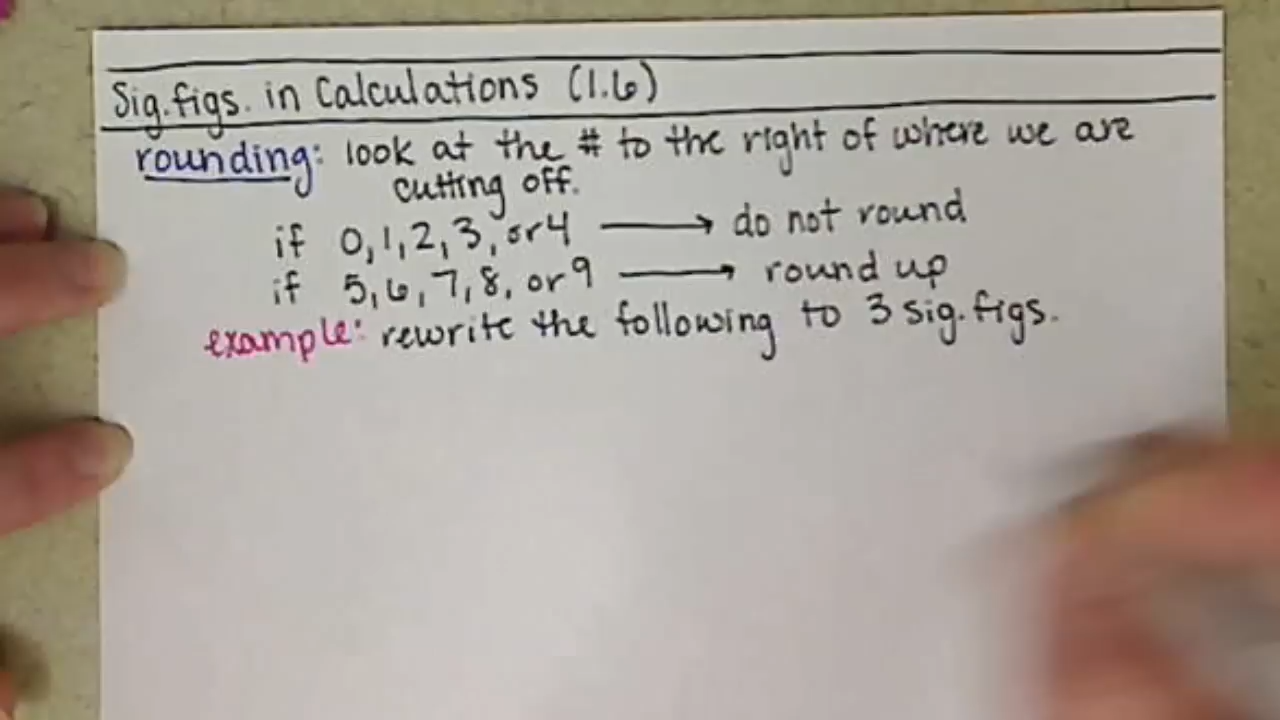 Sig.figs. in Calculations (1.6)
rounding: look at the # to the right of where we are
cutting off.
if 0, 1, 2, 3, or 4 → do not round
if 5, 6, 7, 8, or 9 → round up
example: rewrite the following to 3 sig.figs.